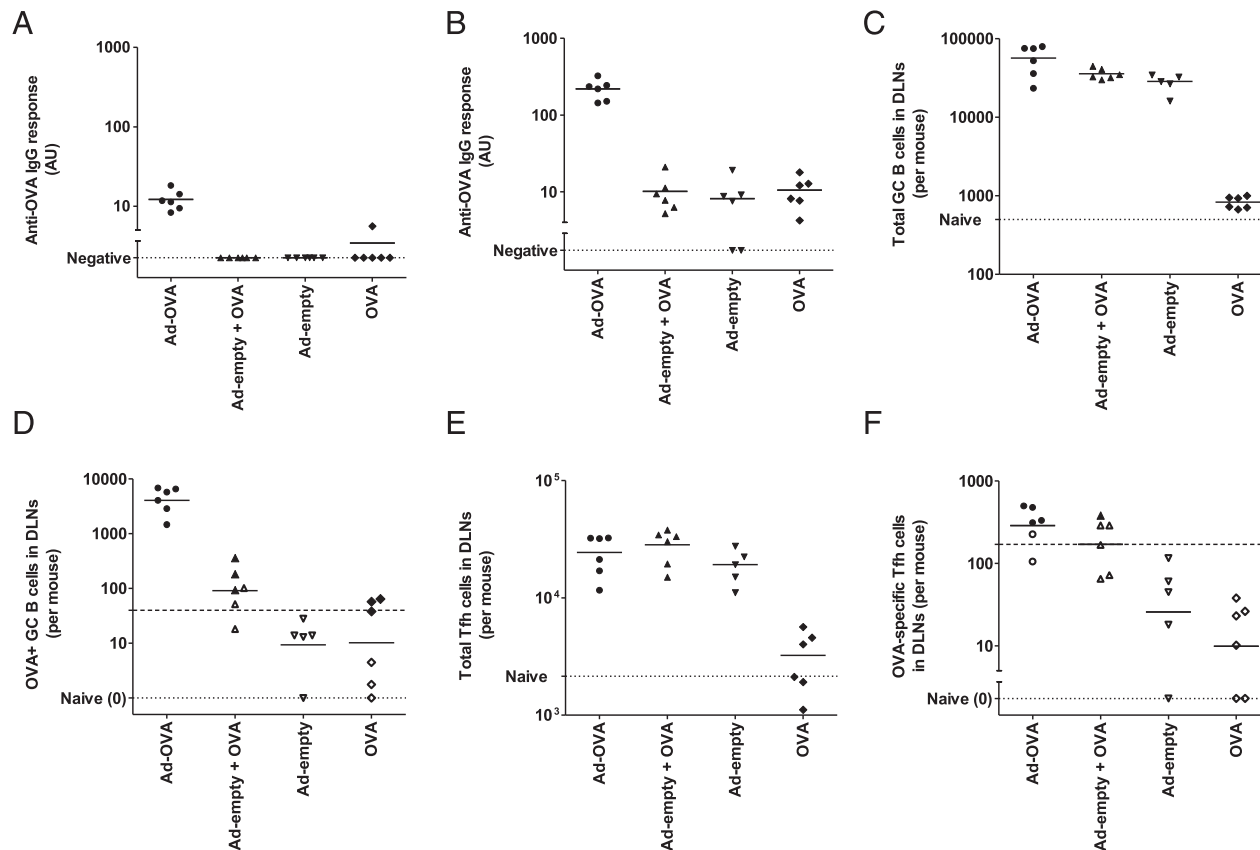 A
Anti-OVA IgG response
(AU)
1000
100
10
Negative
Ad-OVA
Ad-empty + OVA
Ad-empty
OVA
B
Anti-OVA IgG response
(AU)
1000
100
10
Negative
Ad-OVA
Ad-empty + OVA
Ad-empty
OVA
C
Total GC B cells in DLNs
(per mouse)
100000
10000
1000
Naive
100
Ad-OVA
Ad-empty + OVA
Ad-empty
OVA
D
OVA+ GC B cells in DLNs
(per mouse)
10000
1000
100
10
Naive (0)
Ad-OVA
Ad-empty + OVA
Ad-empty
OVA
E
Total Tfh cells in DLNs
(per mouse)
10⁵
10⁴
Naive
10³
Ad-OVA
Ad-empty + OVA
Ad-empty
OVA
F
OVA-specific Tfh cells
in DLNs (per mouse)
1000
100
10
Naive (0)
Ad-OVA
Ad-empty + OVA
Ad-empty
OVA